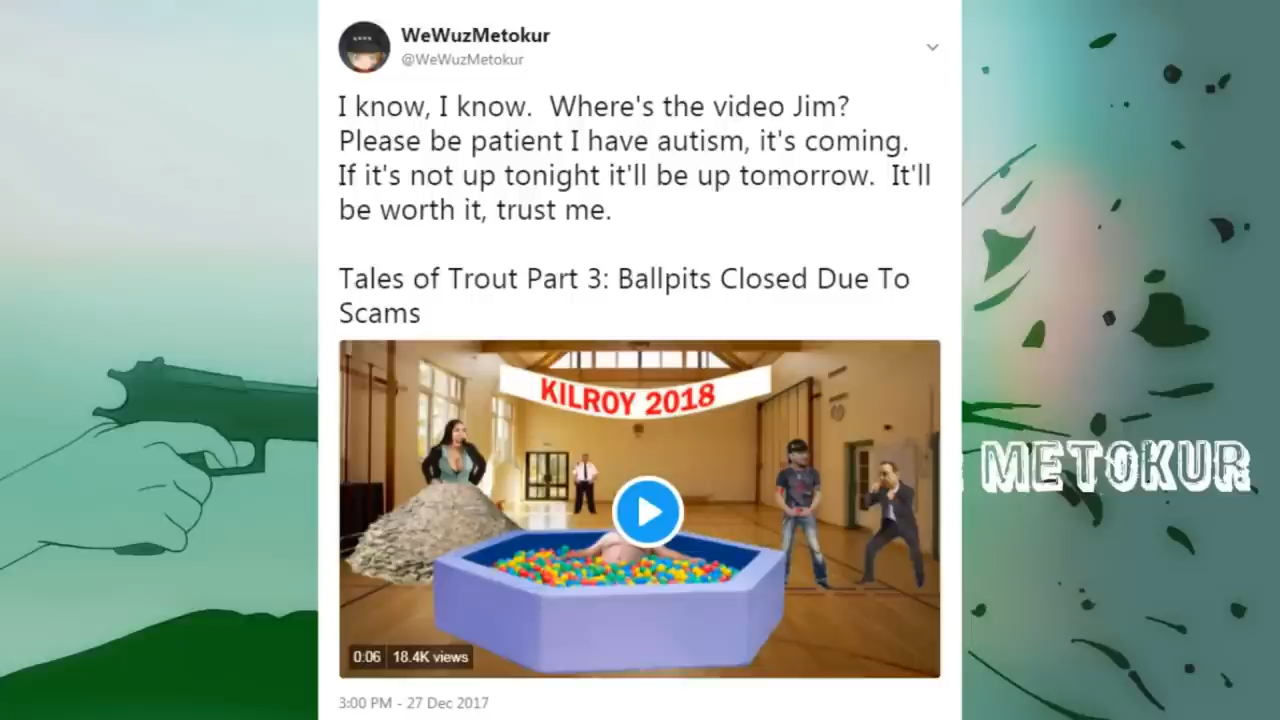 WeWuzMetokur
@WeWuzMetokur
I know, I know.  Where's the video Jim?
Please be patient I have autism, it's coming.
If it's not up tonight it'll be up tomorrow.  It'll
be worth it, trust me.
Tales of Trout Part 3: Ballpits Closed Due To
Scams
KILROY 2018
METOKUR
0:06 18.4K views
3:00 PM - 27 Dec 2017